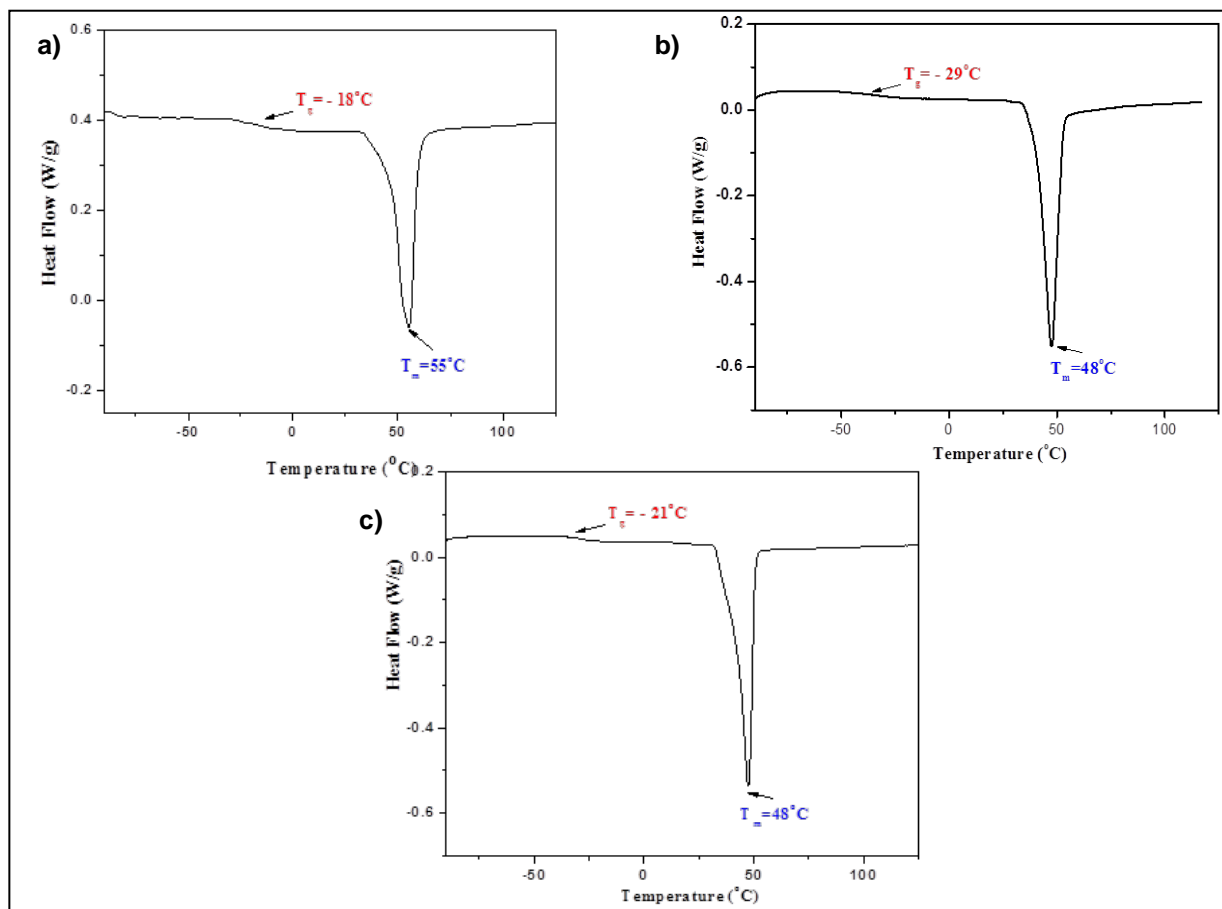 a)
0.6
0.4
0.2
0.0
-0.2
Heat Flow (W/g)
T_g= - 18°C
T_m=55°C
-50
0
50
100
Temperature (°C)
b)
0.2
0.0
-0.2
-0.4
-0.6
Heat Flow (W/g)
T_g= - 29°C
T_m=48°C
-50
0
50
100
Temperature (°C)
c)
0.2
0.0
-0.2
-0.4
-0.6
Heat Flow (W/g)
T_g= - 21°C
T_m=48°C
-50
0
50
100
Temperature (°C)